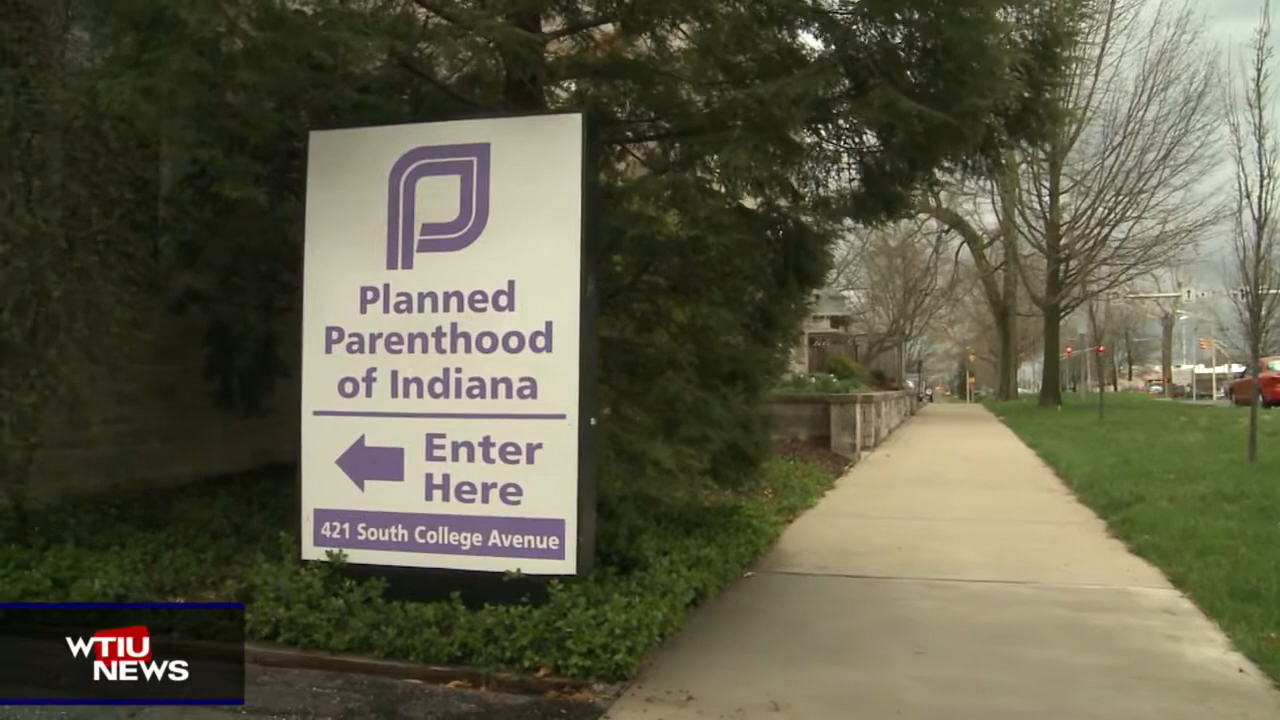 Planned
Parenthood
of Indiana
Enter
Here
421 South College Avenue
WTIU
NEWS